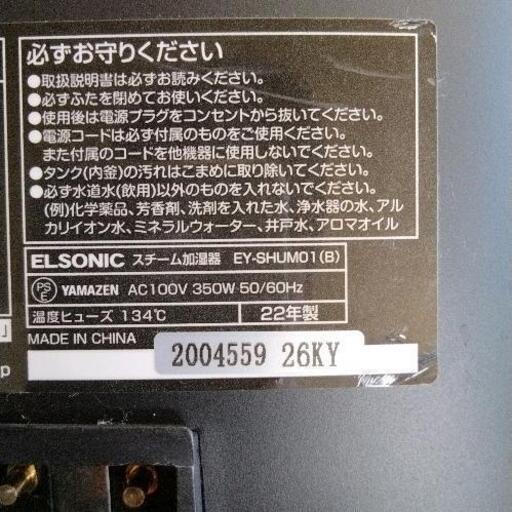 必ずお守りください
●取扱説明書は必ずお読みください。
●必ずふたを閉めてお使いください。
●使用後は電源プラグをコンセントから抜いてください。
●電源コードは必ず付属のものをご使用ください。
また付属のコードを他機器に使用しないでください。
●タンク(内釜)の汚れはこまめに取り除いてください。
●必ず水道水(飲用)以外のものを入れないでください。
(例)化学薬品、芳香剤、洗剤を入れた水、浄水器の水、アル
カリイオン水、ミネラルウォーター、井戸水、アロマオイル
ELSONIC スチーム加湿器 EY-SHUM01(B)
PSE YAMAZEN AC100V 350W 50/60Hz
温度ヒューズ 134℃ 22年製
」 MADE IN CHINA
p 2004559 26KY